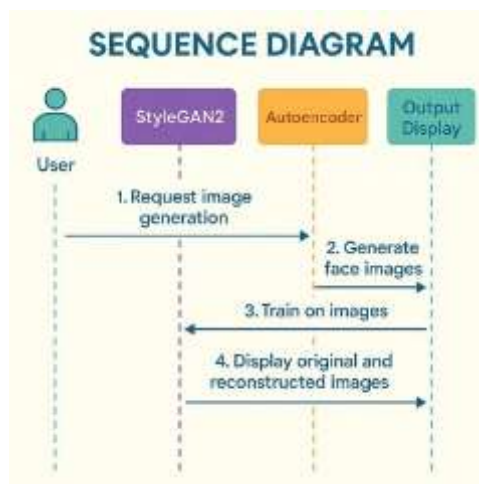 SEQUENCE DIAGRAM
StyleGAN2
Autoencoder
Output
Display
User
1. Request image
generation
2. Generate
face images
3. Train on images
4. Display original and
reconstructed images